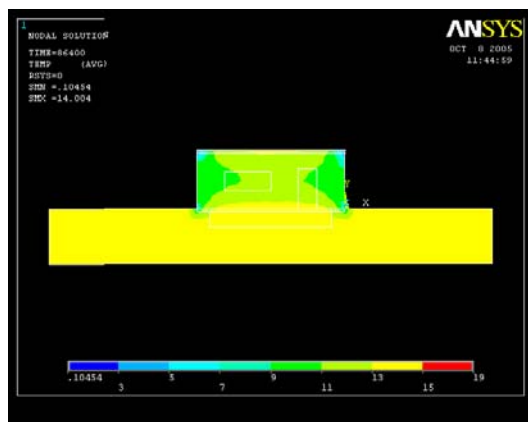 1
NODAL SOLUTION
TIME=86400
TEMP (AVG)
RSYS=0
SMN =.10454
SMX =14.004
ANSYS
OCT 8 2005
11:44:59
Y
X
.10454 3 5 7 9 11 13 15 19